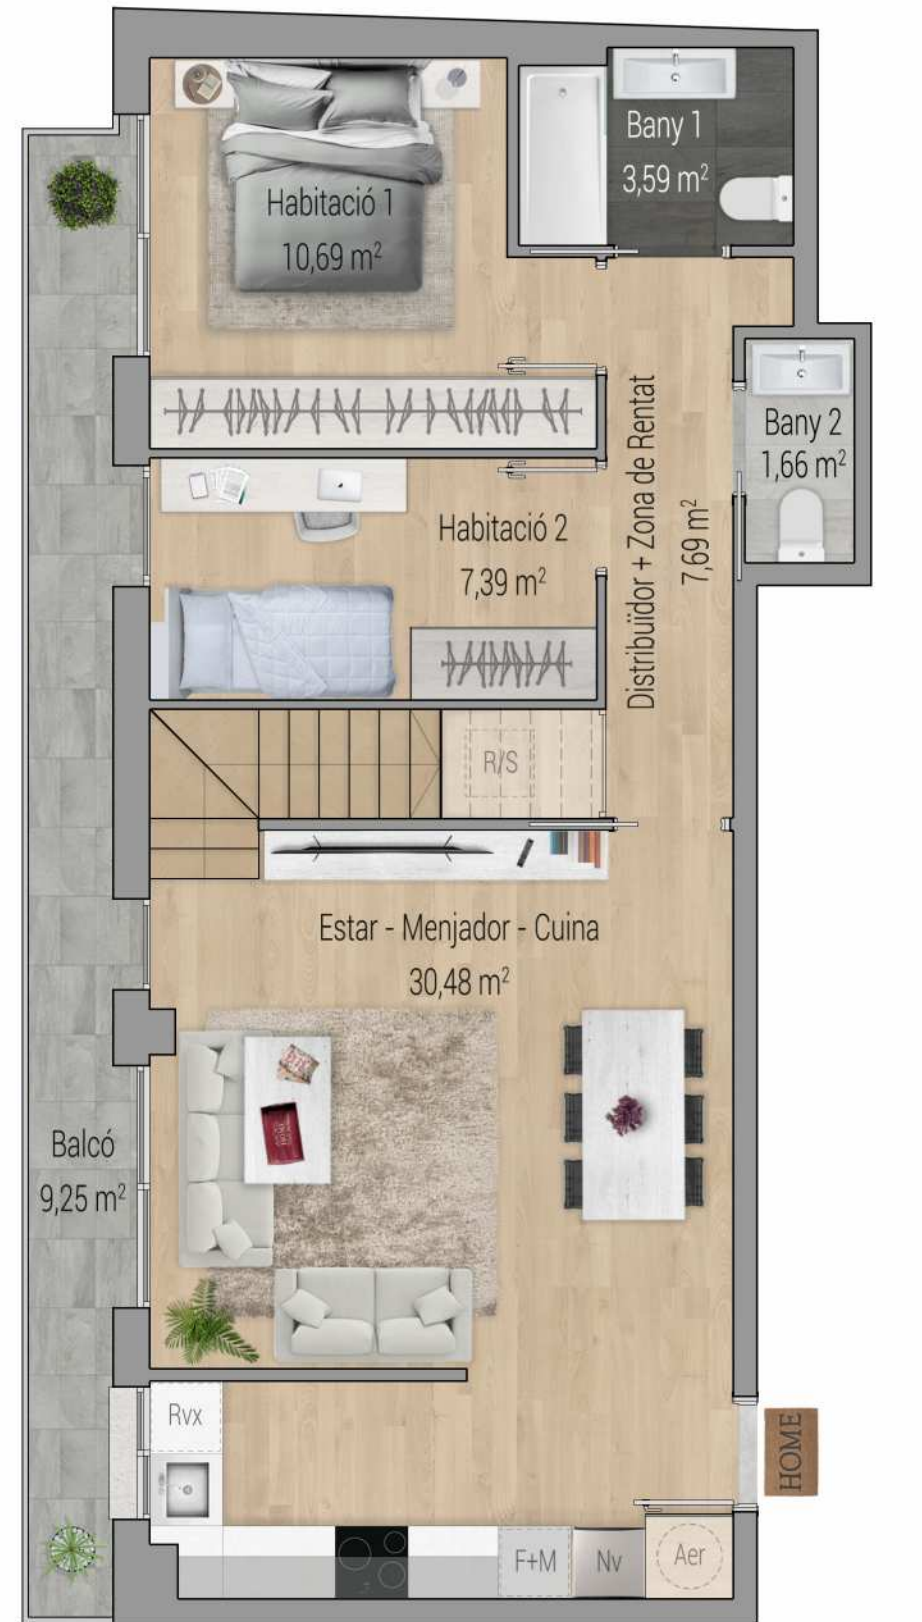 Bany 1
3,59 m²
Habitació 1
10,69 m²
Bany 2
1,66 m²
Distribuïdor + Zona de Rentat
7,69 m²
Habitació 2
7,39 m²
R/S
Estar - Menjador - Cuina
30,48 m²
Balcó
9,25 m²
Rvx
HOME
F+M
Nv
Aer